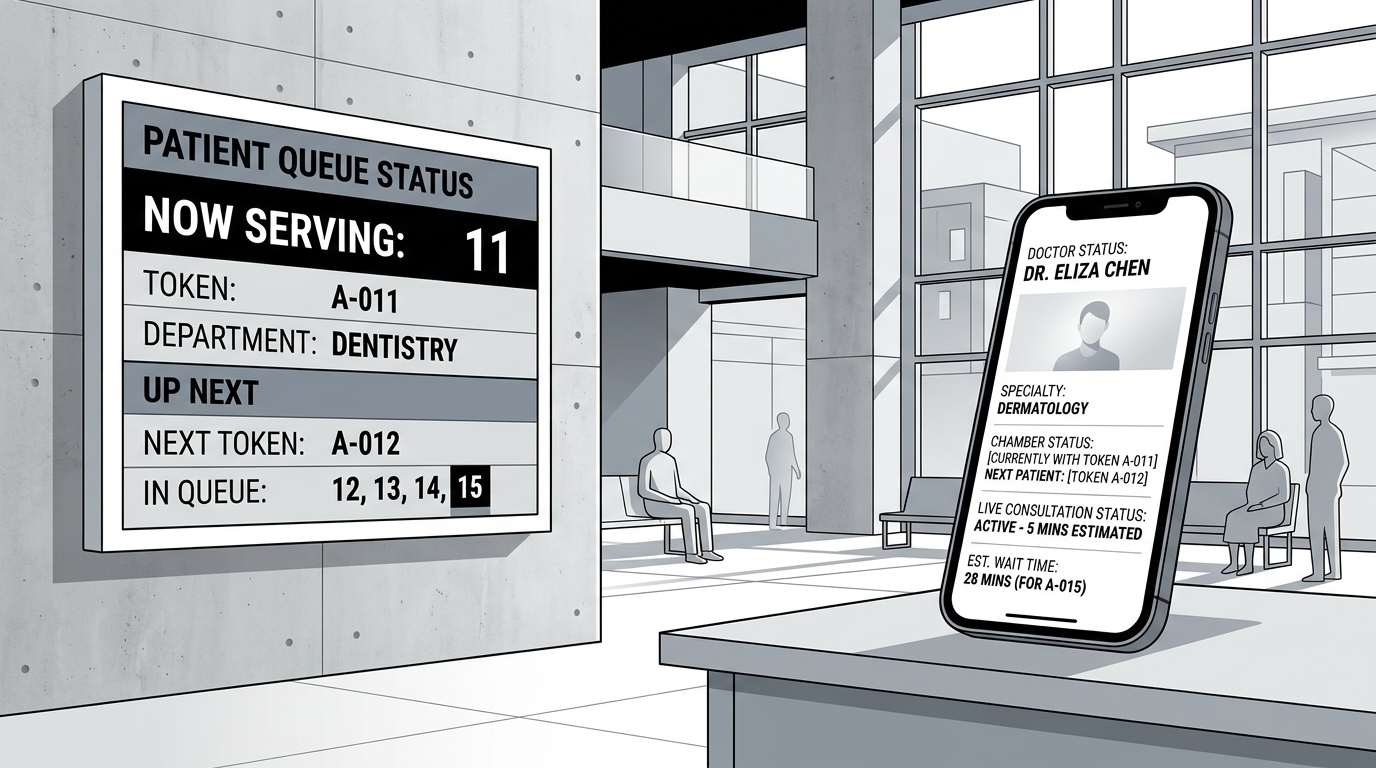 PATIENT QUEUE STATUS
NOW SERVING: 11
TOKEN: A-011
DEPARTMENT: DENTISTRY
UP NEXT
NEXT TOKEN: A-012
IN QUEUE: 12, 13, 14, 15
DOCTOR STATUS:
DR. ELIZA CHEN
SPECIALTY:
DERMATOLOGY
CHAMBER STATUS:
[CURRENTLY WITH TOKEN A-011]
NEXT PATIENT: [TOKEN A-012]
LIVE CONSULTATION STATUS:
ACTIVE - 5 MINS ESTIMATED
EST. WAIT TIME:
28 MINS (FOR A-015)